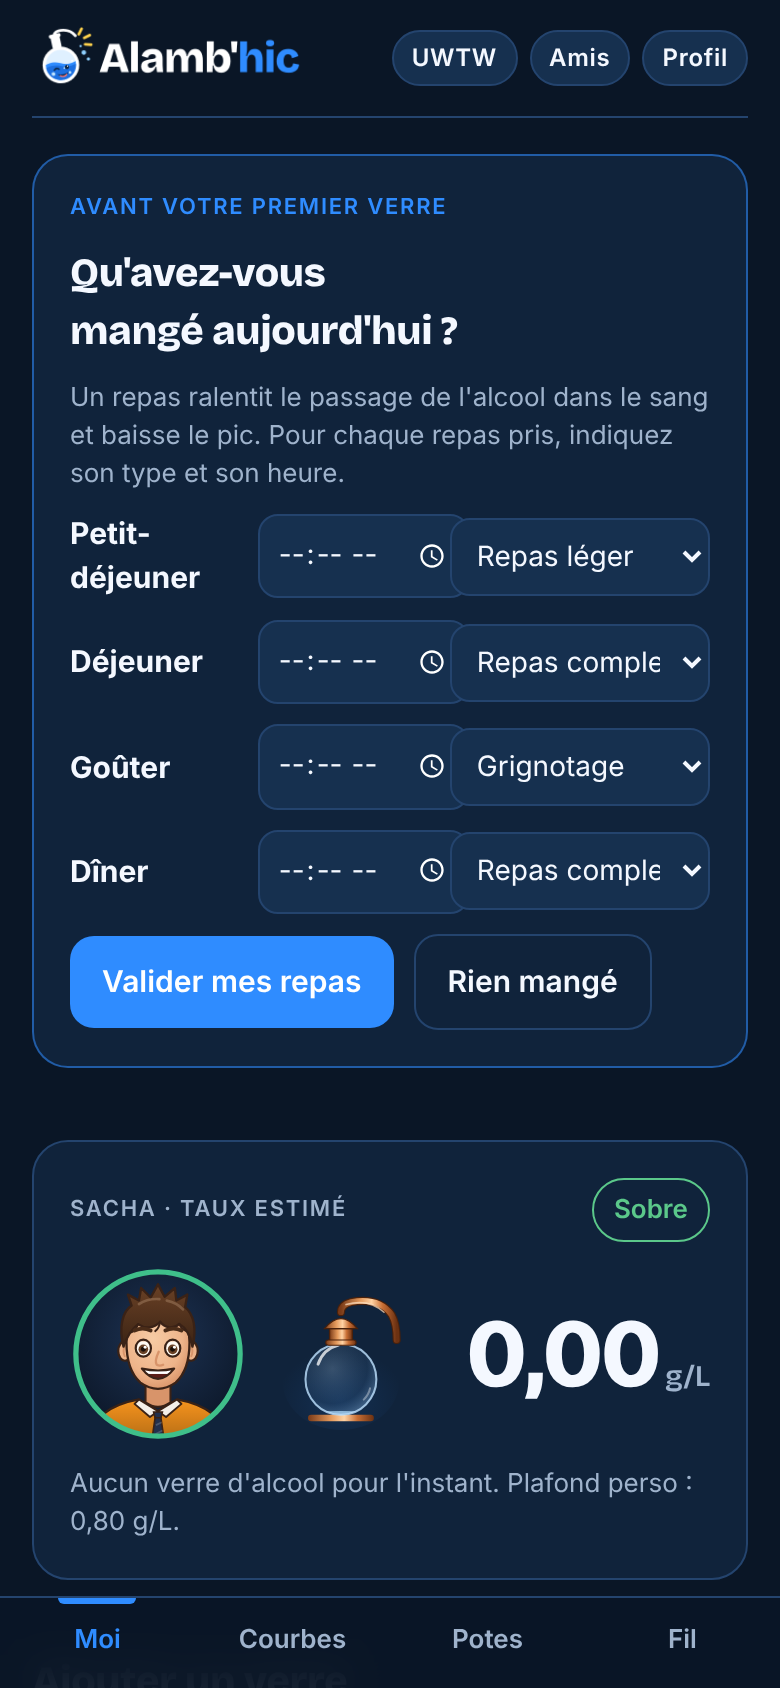 Alamb'hic
UWTW
Amis
Profil
AVANT VOTRE PREMIER VERRE
Qu'avez-vous
mangé aujourd'hui ?
Un repas ralentit le passage de l'alcool dans le sang
et baisse le pic. Pour chaque repas pris, indiquez
son type et son heure.
Petit-
déjeuner
--:-- --
Repas léger
Déjeuner
--:-- --
Repas comple
Goûter
--:-- --
Grignotage
Dîner
--:-- --
Repas comple
Valider mes repas
Rien mangé
SACHA · TAUX ESTIMÉ
Sobre
0,00 g/L
Aucun verre d'alcool pour l'instant. Plafond perso :
0,80 g/L.
Moi
Courbes
Potes
Fil
Ajouter un verre